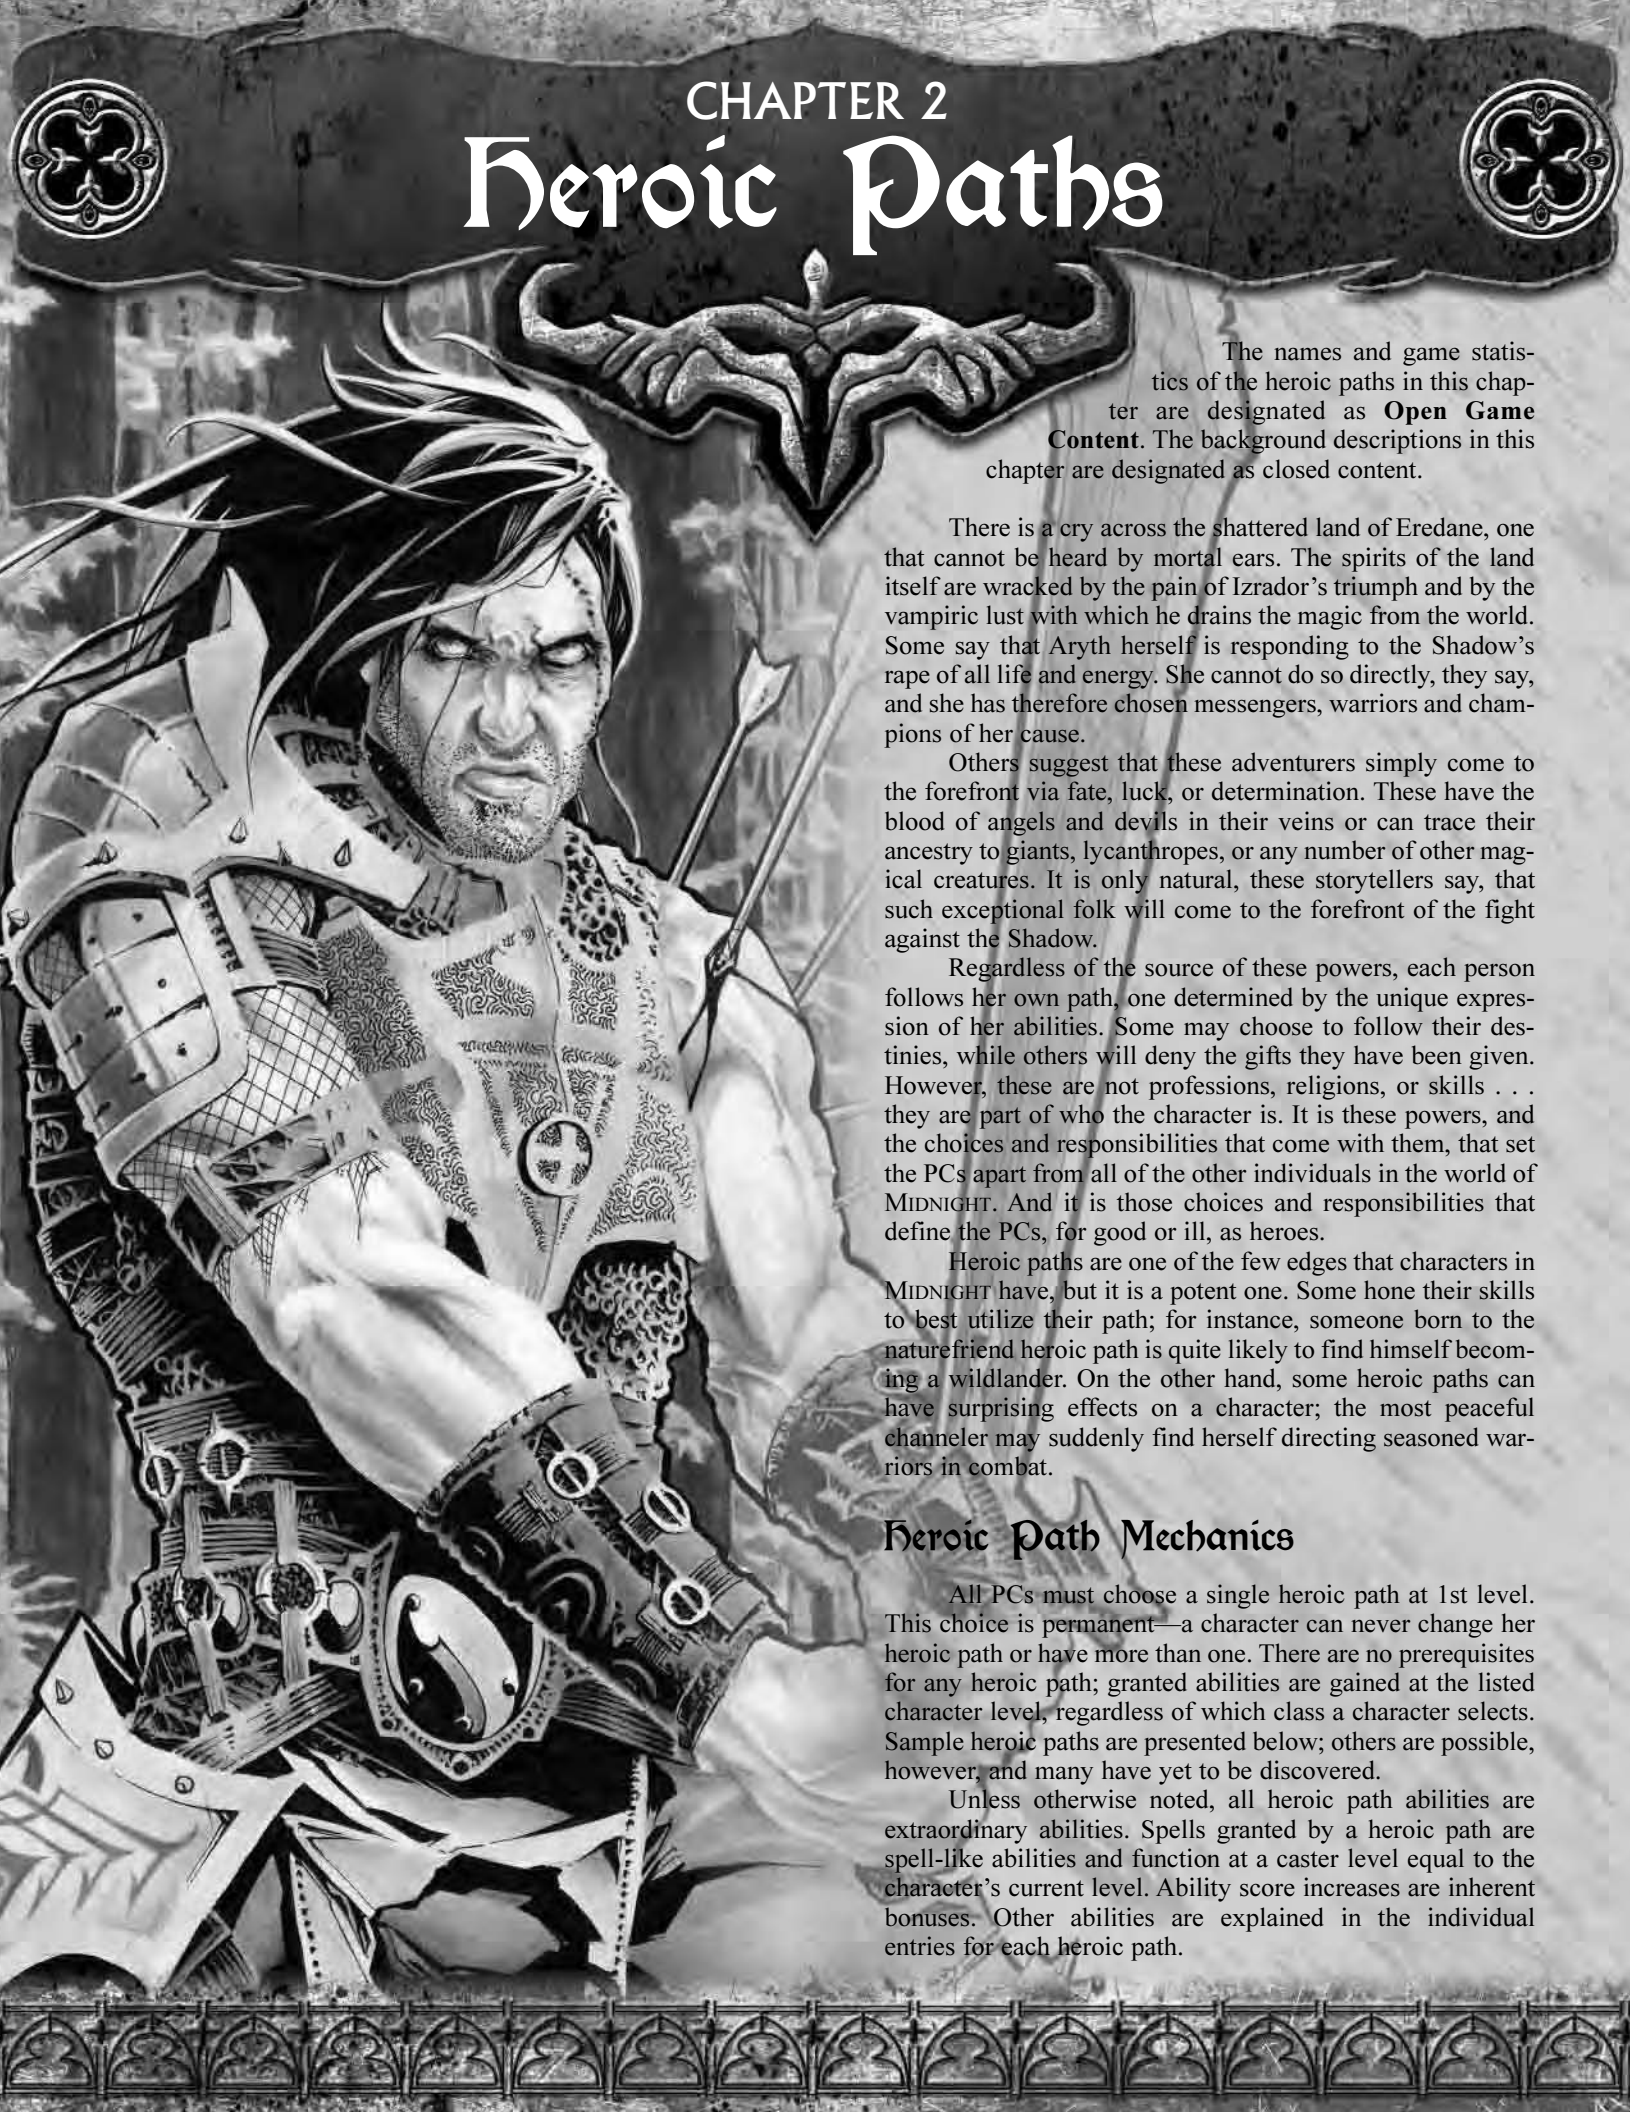 CHAPTER 2
Heroic Paths
The names and game statis-
tics of the heroic paths in this chap-
ter are designated as Open Game
Content. The background descriptions in this
chapter are designated as closed content.
There is a cry across the shattered land of Eredane, one
that cannot be heard by mortal ears. The spirits of the land
itself are wracked by the pain of Izrador’s triumph and by the
vampiric lust with which he drains the magic from the world.
Some say that Aryth herself is responding to the Shadow’s
rape of all life and energy. She cannot do so directly, they say,
and she has therefore chosen messengers, warriors and cham-
pions of her cause.
Others suggest that these adventurers simply come to
the forefront via fate, luck, or determination. These have the
blood of angels and devils in their veins or can trace their
ancestry to giants, lycanthropes, or any number of other mag-
ical creatures. It is only natural, these storytellers say, that
such exceptional folk will come to the forefront of the fight
against the Shadow.
Regardless of the source of these powers, each person
follows her own path, one determined by the unique expres-
sion of her abilities. Some may choose to follow their des-
tinies, while others will deny the gifts they have been given.
However, these are not professions, religions, or skills . . .
they are part of who the character is. It is these powers, and
the choices and responsibilities that come with them, that set
the PCs apart from all of the other individuals in the world of
MIDNIGHT. And it is those choices and responsibilities that
define the PCs, for good or ill, as heroes.
Heroic paths are one of the few edges that characters in
MIDNIGHT have, but it is a potent one. Some hone their skills
to best utilize their path; for instance, someone born to the
naturefriend heroic path is quite likely to find himself becom-
ing a wildlander. On the other hand, some heroic paths can
have surprising effects on a character; the most peaceful
channeler may suddenly find herself directing seasoned war-
riors in combat.
Heroic Path Mechanics
All PCs must choose a single heroic path at 1st level.
This choice is permanent—a character can never change her
heroic path or have more than one. There are no prerequisites
for any heroic path; granted abilities are gained at the listed
character level, regardless of which class a character selects.
Sample heroic paths are presented below; others are possible,
however, and many have yet to be discovered.
Unless otherwise noted, all heroic path abilities are
extraordinary abilities. Spells granted by a heroic path are
spell-like abilities and function at a caster level equal to the
character’s current level. Ability score increases are inherent
bonuses. Other abilities are explained in the individual
entries for each heroic path.